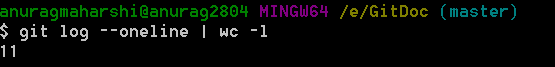 anuragmaharshi@anurag2804 MINGW64 /e/GitDoc (master)
$ git log --oneline | wc -l
11